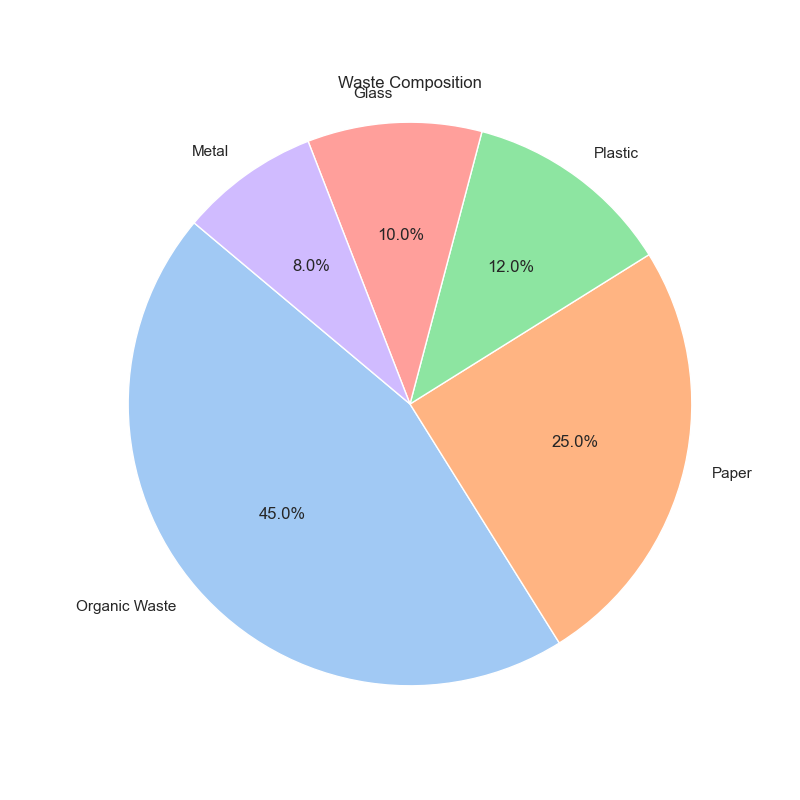 Waste Composition
Glass
Metal
Plastic
10.0%
8.0%
12.0%
25.0%
Paper
45.0%
Organic Waste